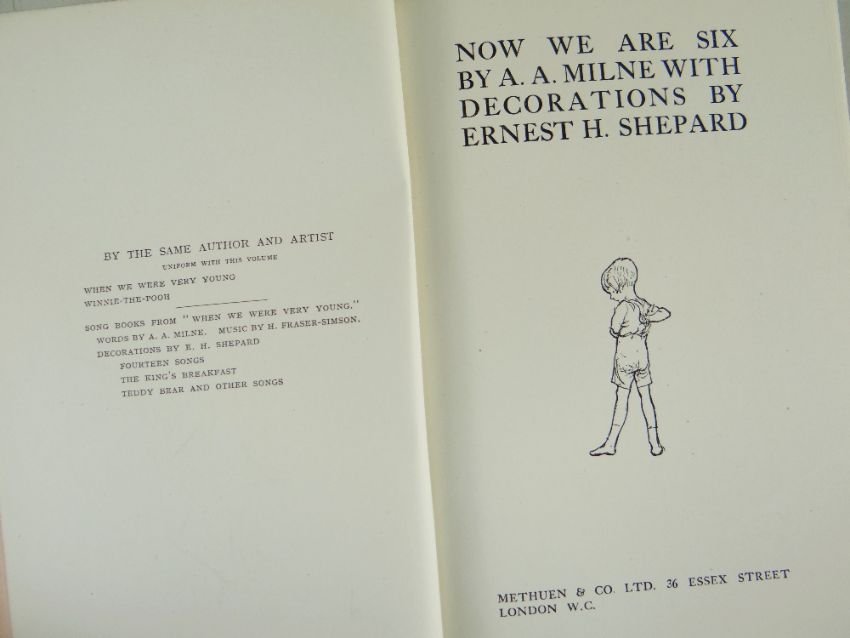 BY THE SAME AUTHOR AND ARTIST
UNIFORM WITH THIS VOLUME
WHEN WE WERE VERY YOUNG
WINNIE-THE-POOH
SONG BOOKS FROM "WHEN WE WERE VERY YOUNG."
WORDS BY A. A. MILNE. MUSIC BY H. FRASER-SIMSON.
DECORATIONS BY E. H. SHEPARD
FOURTEEN SONGS
THE KING'S BREAKFAST
TEDDY BEAR AND OTHER SONGS
NOW WE ARE SIX
BY A. A. MILNE WITH
DECORATIONS BY
ERNEST H. SHEPARD
METHUEN & CO. LTD. 36 ESSEX STREET
LONDON W.C.